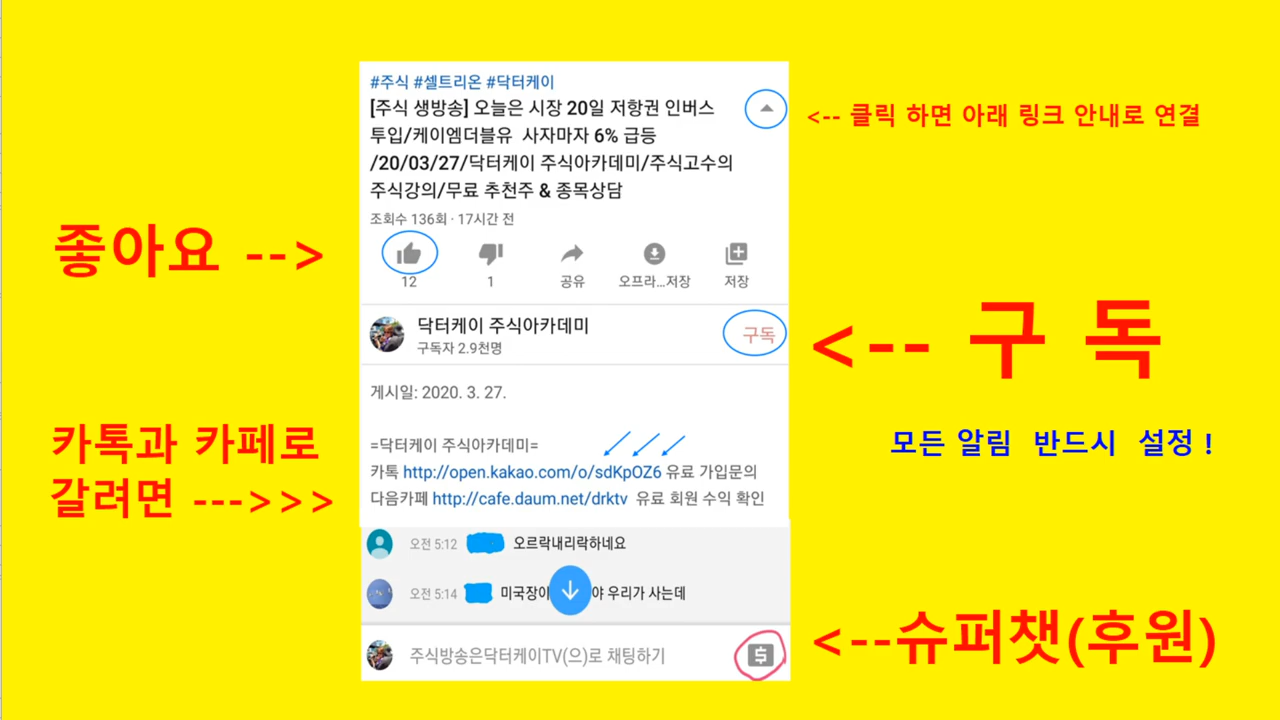 #주식 #셀트리온 #닥터케이
[주식 생방송] 오늘은 시장 20일 저항권 인버스
투입/케이엠더블유 사자마자 6% 급등
/20/03/27/닥터케이 주식아카데미/주식고수의
주식강의/무료 추천주 & 종목상담
<-- 클릭 하면 아래 링크 안내로 연결
조회수 136회 · 17시간 전
좋아요 -->
12 1 공유 오프라...저장 저장
닥터케이 주식아카데미
구독자 2.9천명
구독
<-- 구 독
게시일: 2020. 3. 27.
모든 알림 반드시 설정 !
=닥터케이 주식아카데미=
카톡 http://open.kakao.com/o/sdKpOZ6 유료 가입문의
다음카페 http://cafe.daum.net/drktv 유료 회원 수익 확인
카톡과 카페로
갈려면 --->>>
오전 5:12 오르락내리락하네요
오전 5:14 미국장이 야 우리가 사는데
주식방송은닥터케이TV(으)로 채팅하기
<--슈퍼챗(후원)